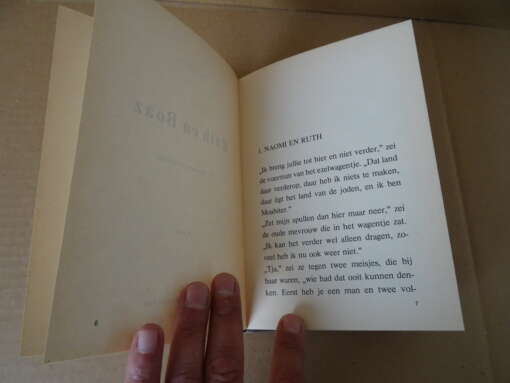 Ruth en Boaz
6
1. NAOMI EN RUTH
„Ik breng jullie tot hier en niet verder," zei
de voerman van het ezelwagentje. „Dat land
daar verderop, daar heb ik niets te maken,
daar ligt het land van de joden, en ik ben
Moabiter."
„Zet mijn spullen dan hier maar neer," zei
de oude mevrouw die in het wagentje zat.
„Ik kan het verder wel alleen dragen, zo-
veel heb ik nu ook weer niet."
„Tja," zei ze tegen twee meisjes, die bij
haar waren, „wie had dat ooit kunnen den-
ken. Eerst heb je een man en twee vol-
7